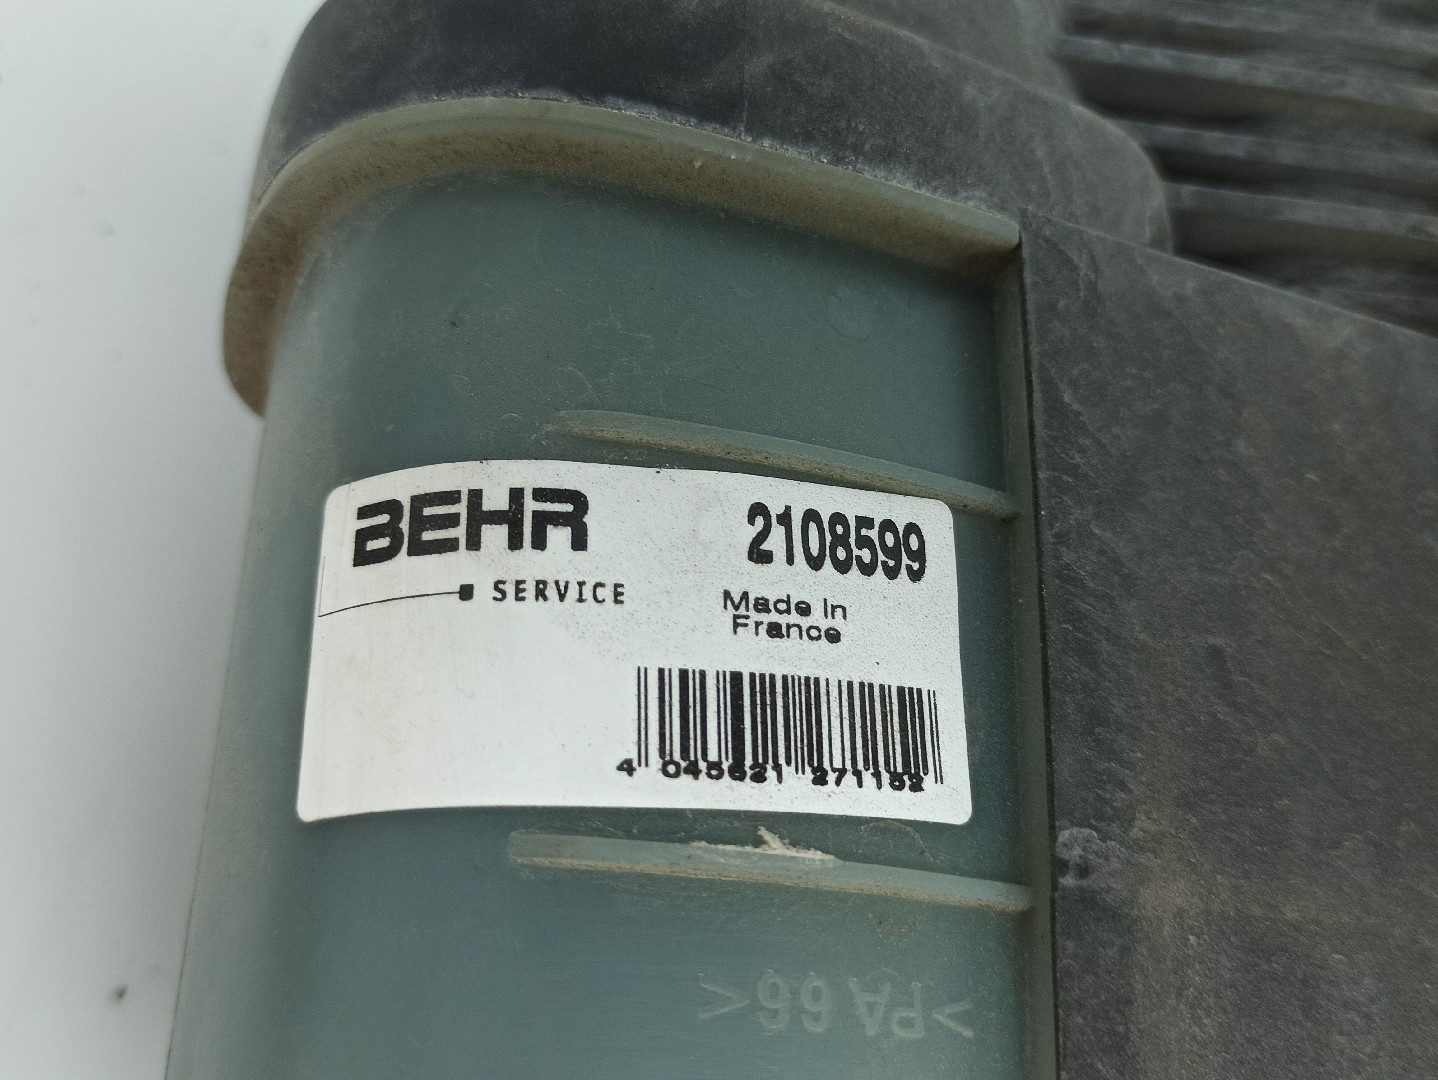 BEHR
SERVICE
2108599
Made In
France
4 045621 271152
>PA 66<